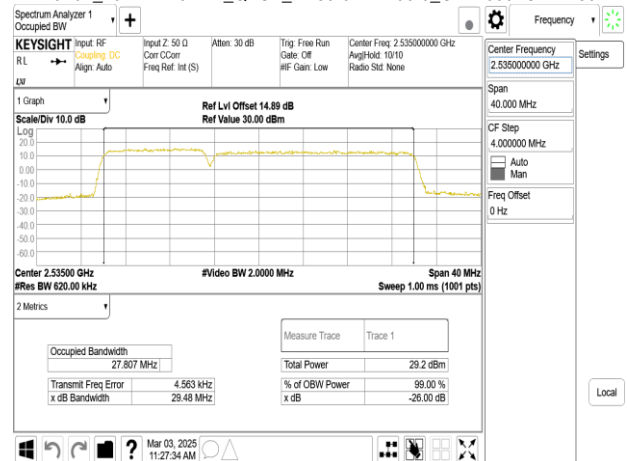 Spectrum Analyzer 1
Occupied BW
Frequency
KEYSIGHT
Input: RF
Coupling: DC
Align: Auto
Input Z: 50 Ω
Corr CCorr
Freq Ref: Int (S)
Atten: 30 dB
Trig: Free Run
Gate: Off
#IF Gain: Low
Center Freq: 2.535000000 GHz
Avg|Hold: 10/10
Radio Std: None
RL
LXI
Center Frequency
2.535000000 GHz
Settings
Span
40.000 MHz
CF Step
4.000000 MHz
Auto
Man
Freq Offset
0 Hz
1 Graph
Ref Lvl Offset 14.89 dB
Scale/Div 10.0 dB
Ref Value 30.00 dBm
Log
20.0
10.0
0.00
-10.0
-20.0
-30.0
-40.0
-50.0
-60.0
Center 2.53500 GHz
#Video BW 2.0000 MHz
Span 40 MHz
#Res BW 620.00 kHz
Sweep 1.00 ms (1001 pts)
2 Metrics
Measure Trace
Trace 1
Occupied Bandwidth
27.807 MHz
Total Power
29.2 dBm
Transmit Freq Error
4.563 kHz
% of OBW Power
99.00 %
x dB Bandwidth
29.48 MHz
x dB
-26.00 dB
Local
?
Mar 03, 2025
11:27:34 AM